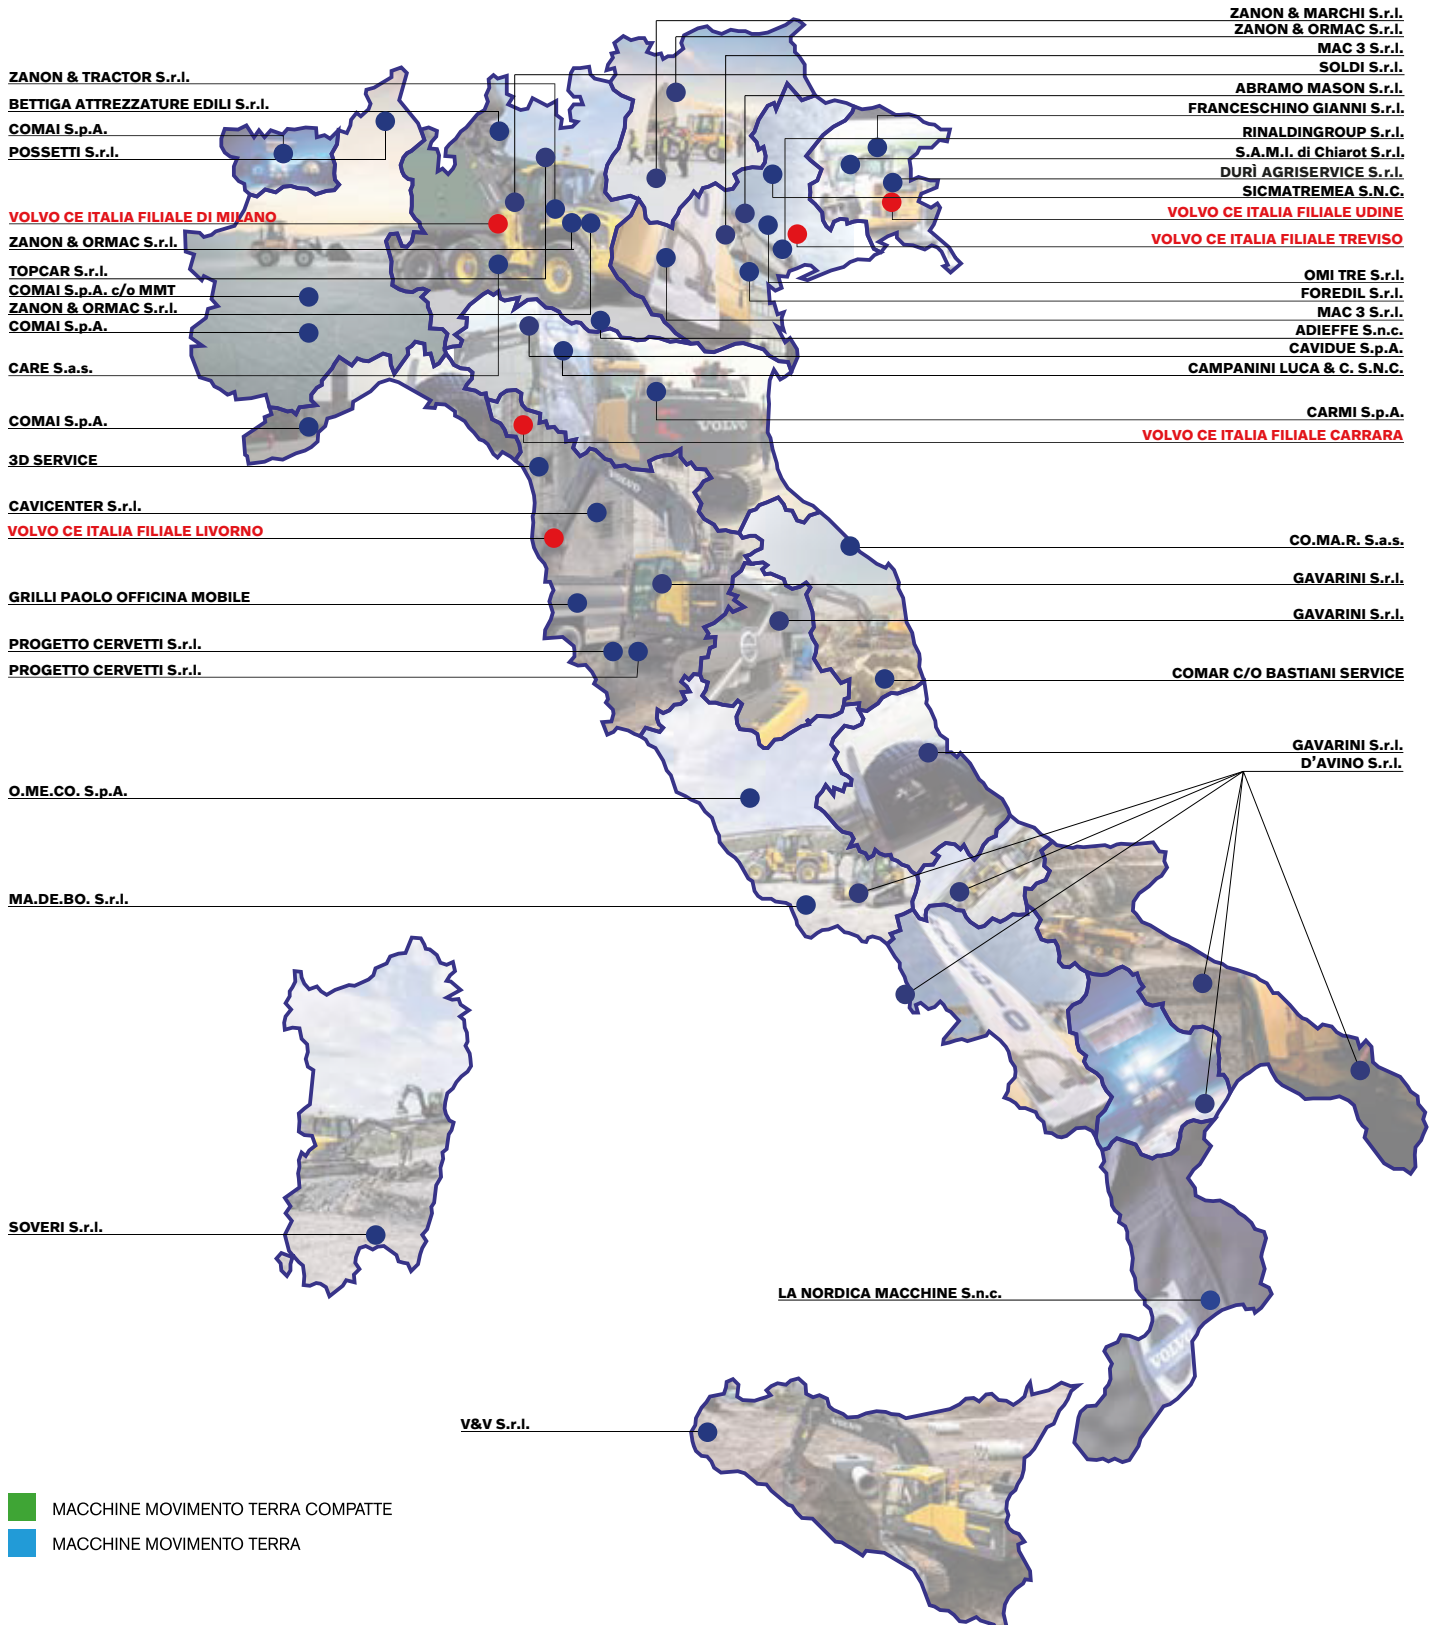 ZANON & MARCHI S.r.l.
ZANON & ORMAC S.r.l.
MAC 3 S.r.l.
SOLDI S.r.l.
ABRAMO MASON S.r.l.
FRANCESCHINO GIANNI S.r.l.
RINALDINGROUP S.r.l.
S.A.M.I. di Chiarot S.r.l.
DURÌ AGRISERVICE S.r.l.
SICMATREMEA S.N.C.
VOLVO CE ITALIA FILIALE UDINE
VOLVO CE ITALIA FILIALE TREVISO
OMI TRE S.r.l.
FOREDIL S.r.l.
MAC 3 S.r.l.
ADIEFFE S.n.c.
CAVIDUE S.p.A.
CAMPANINI LUCA & C. S.N.C.
CARMI S.p.A.
VOLVO CE ITALIA FILIALE CARRARA
CO.MA.R. S.a.s.
GAVARINI S.r.l.
GAVARINI S.r.l.
COMAR C/O BASTIANI SERVICE
GAVARINI S.r.l.
D'AVINO S.r.l.
ZANON & TRACTOR S.r.l.
BETTIGA ATTREZZATURE EDILI S.r.l.
COMAI S.p.A.
POSSETTI S.r.l.
VOLVO CE ITALIA FILIALE DI MILANO
ZANON & ORMAC S.r.l.
TOPCAR S.r.l.
COMAI S.p.A. c/o MMT
ZANON & ORMAC S.r.l.
COMAI S.p.A.
CARE S.a.s.
COMAI S.p.A.
3D SERVICE
CAVICENTER S.r.l.
VOLVO CE ITALIA FILIALE LIVORNO
GRILLI PAOLO OFFICINA MOBILE
PROGETTO CERVETTI S.r.l.
PROGETTO CERVETTI S.r.l.
O.ME.CO. S.p.A.
MA.DE.BO. S.r.l.
SOVERI S.r.l.
LA NORDICA MACCHINE S.n.c.
V&V S.r.l.
VOLVO
VOLVO
VOLVO
MACCHINE MOVIMENTO TERRA COMPATTE
MACCHINE MOVIMENTO TERRA